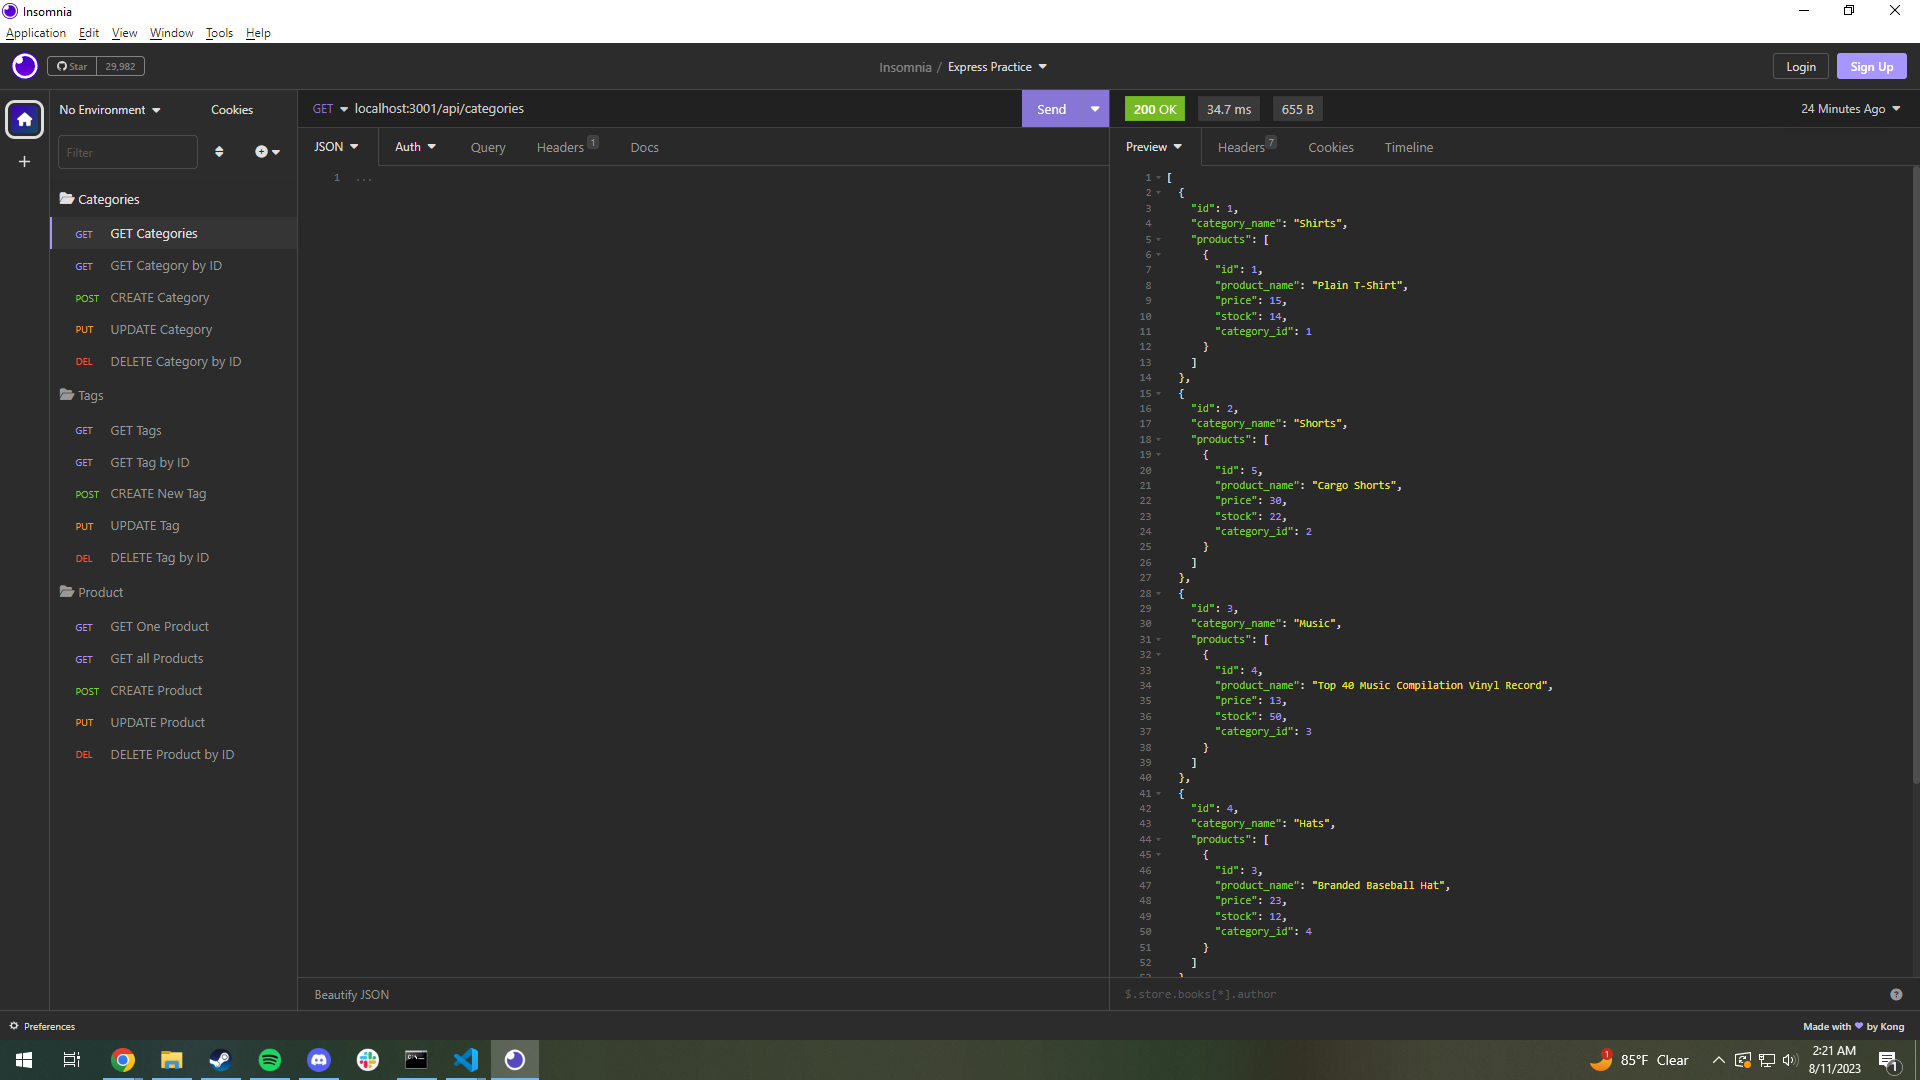 Insomnia
Application Edit View Window Tools Help
Star 29,982
Insomnia / Express Practice
Login Sign Up
No Environment Cookies
Filter
Categories
GET GET Categories
GET GET Category by ID
POST CREATE Category
PUT UPDATE Category
DEL DELETE Category by ID
Tags
GET GET Tags
GET GET Tag by ID
POST CREATE New Tag
PUT UPDATE Tag
DEL DELETE Tag by ID
Product
GET GET One Product
GET GET all Products
POST CREATE Product
PUT UPDATE Product
DEL DELETE Product by ID
GET localhost:3001/api/categories
Send
JSON Auth Query Headers 1 Docs
1 ...
Beautify JSON
200 OK 34.7 ms 655 B 24 Minutes Ago
Preview Headers 7 Cookies Timeline
1 [
2 {
3 "id": 1,
4 "category_name": "Shirts",
5 "products": [
6 {
7 "id": 1,
8 "product_name": "Plain T-Shirt",
9 "price": 15,
10 "stock": 14,
11 "category_id": 1
12 }
13 ]
14 },
15 {
16 "id": 2,
17 "category_name": "Shorts",
18 "products": [
19 {
20 "id": 5,
21 "product_name": "Cargo Shorts",
22 "price": 30,
23 "stock": 22,
24 "category_id": 2
25 }
26 ]
27 },
28 {
29 "id": 3,
30 "category_name": "Music",
31 "products": [
32 {
33 "id": 4,
34 "product_name": "Top 40 Music Compilation Vinyl Record",
35 "price": 13,
36 "stock": 50,
37 "category_id": 3
38 }
39 ]
40 },
41 {
42 "id": 4,
43 "category_name": "Hats",
44 "products": [
45 {
46 "id": 3,
47 "product_name": "Branded Baseball Hat",
48 "price": 23,
49 "stock": 12,
50 "category_id": 4
51 }
52 ]
$.store.books[*].author
Preferences
Made with ❤ by Kong
1 85°F Clear
2:21 AM
8/11/2023
1